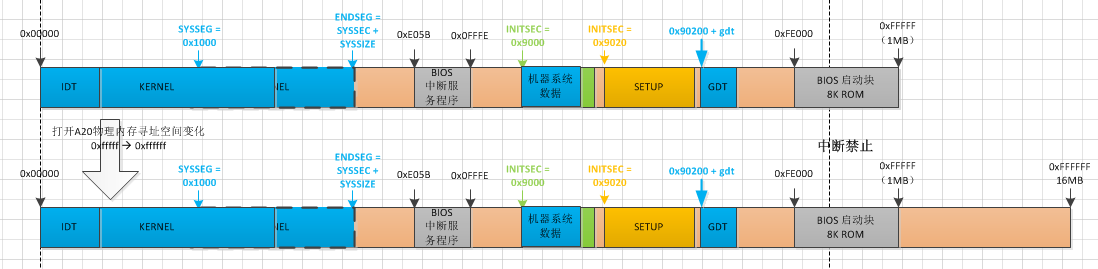 0x00000
SYSSEG =
0x1000
ENDSEG =
SYSSEC +
SYSSIZE
0xE05B
0x0FFFE
INITSEC =
0x9000
INITSEC =
0x9020
0x90200 + gdt
0xFE000
0xFFFFF
（1MB）
IDT
KERNEL
NEL
BIOS
中断服
务程序
机器系统
数据
SETUP
GDT
BIOS 启动块
8K ROM
打开A20物理内存寻址空间变化
0xfffff → 0xffffff
中断禁止
0x00000
SYSSEG =
0x1000
ENDSEG =
SYSSEC +
SYSSIZE
0xE05B
0x0FFFE
INITSEC =
0x9000
INITSEC =
0x9020
0x90200 + gdt
0xFE000
0xFFFFF
（1MB）
0xFFFFFF
16MB
IDT
KERNEL
NEL
BIOS
中断服
务程序
机器系统
数据
SETUP
GDT
BIOS 启动块
8K ROM